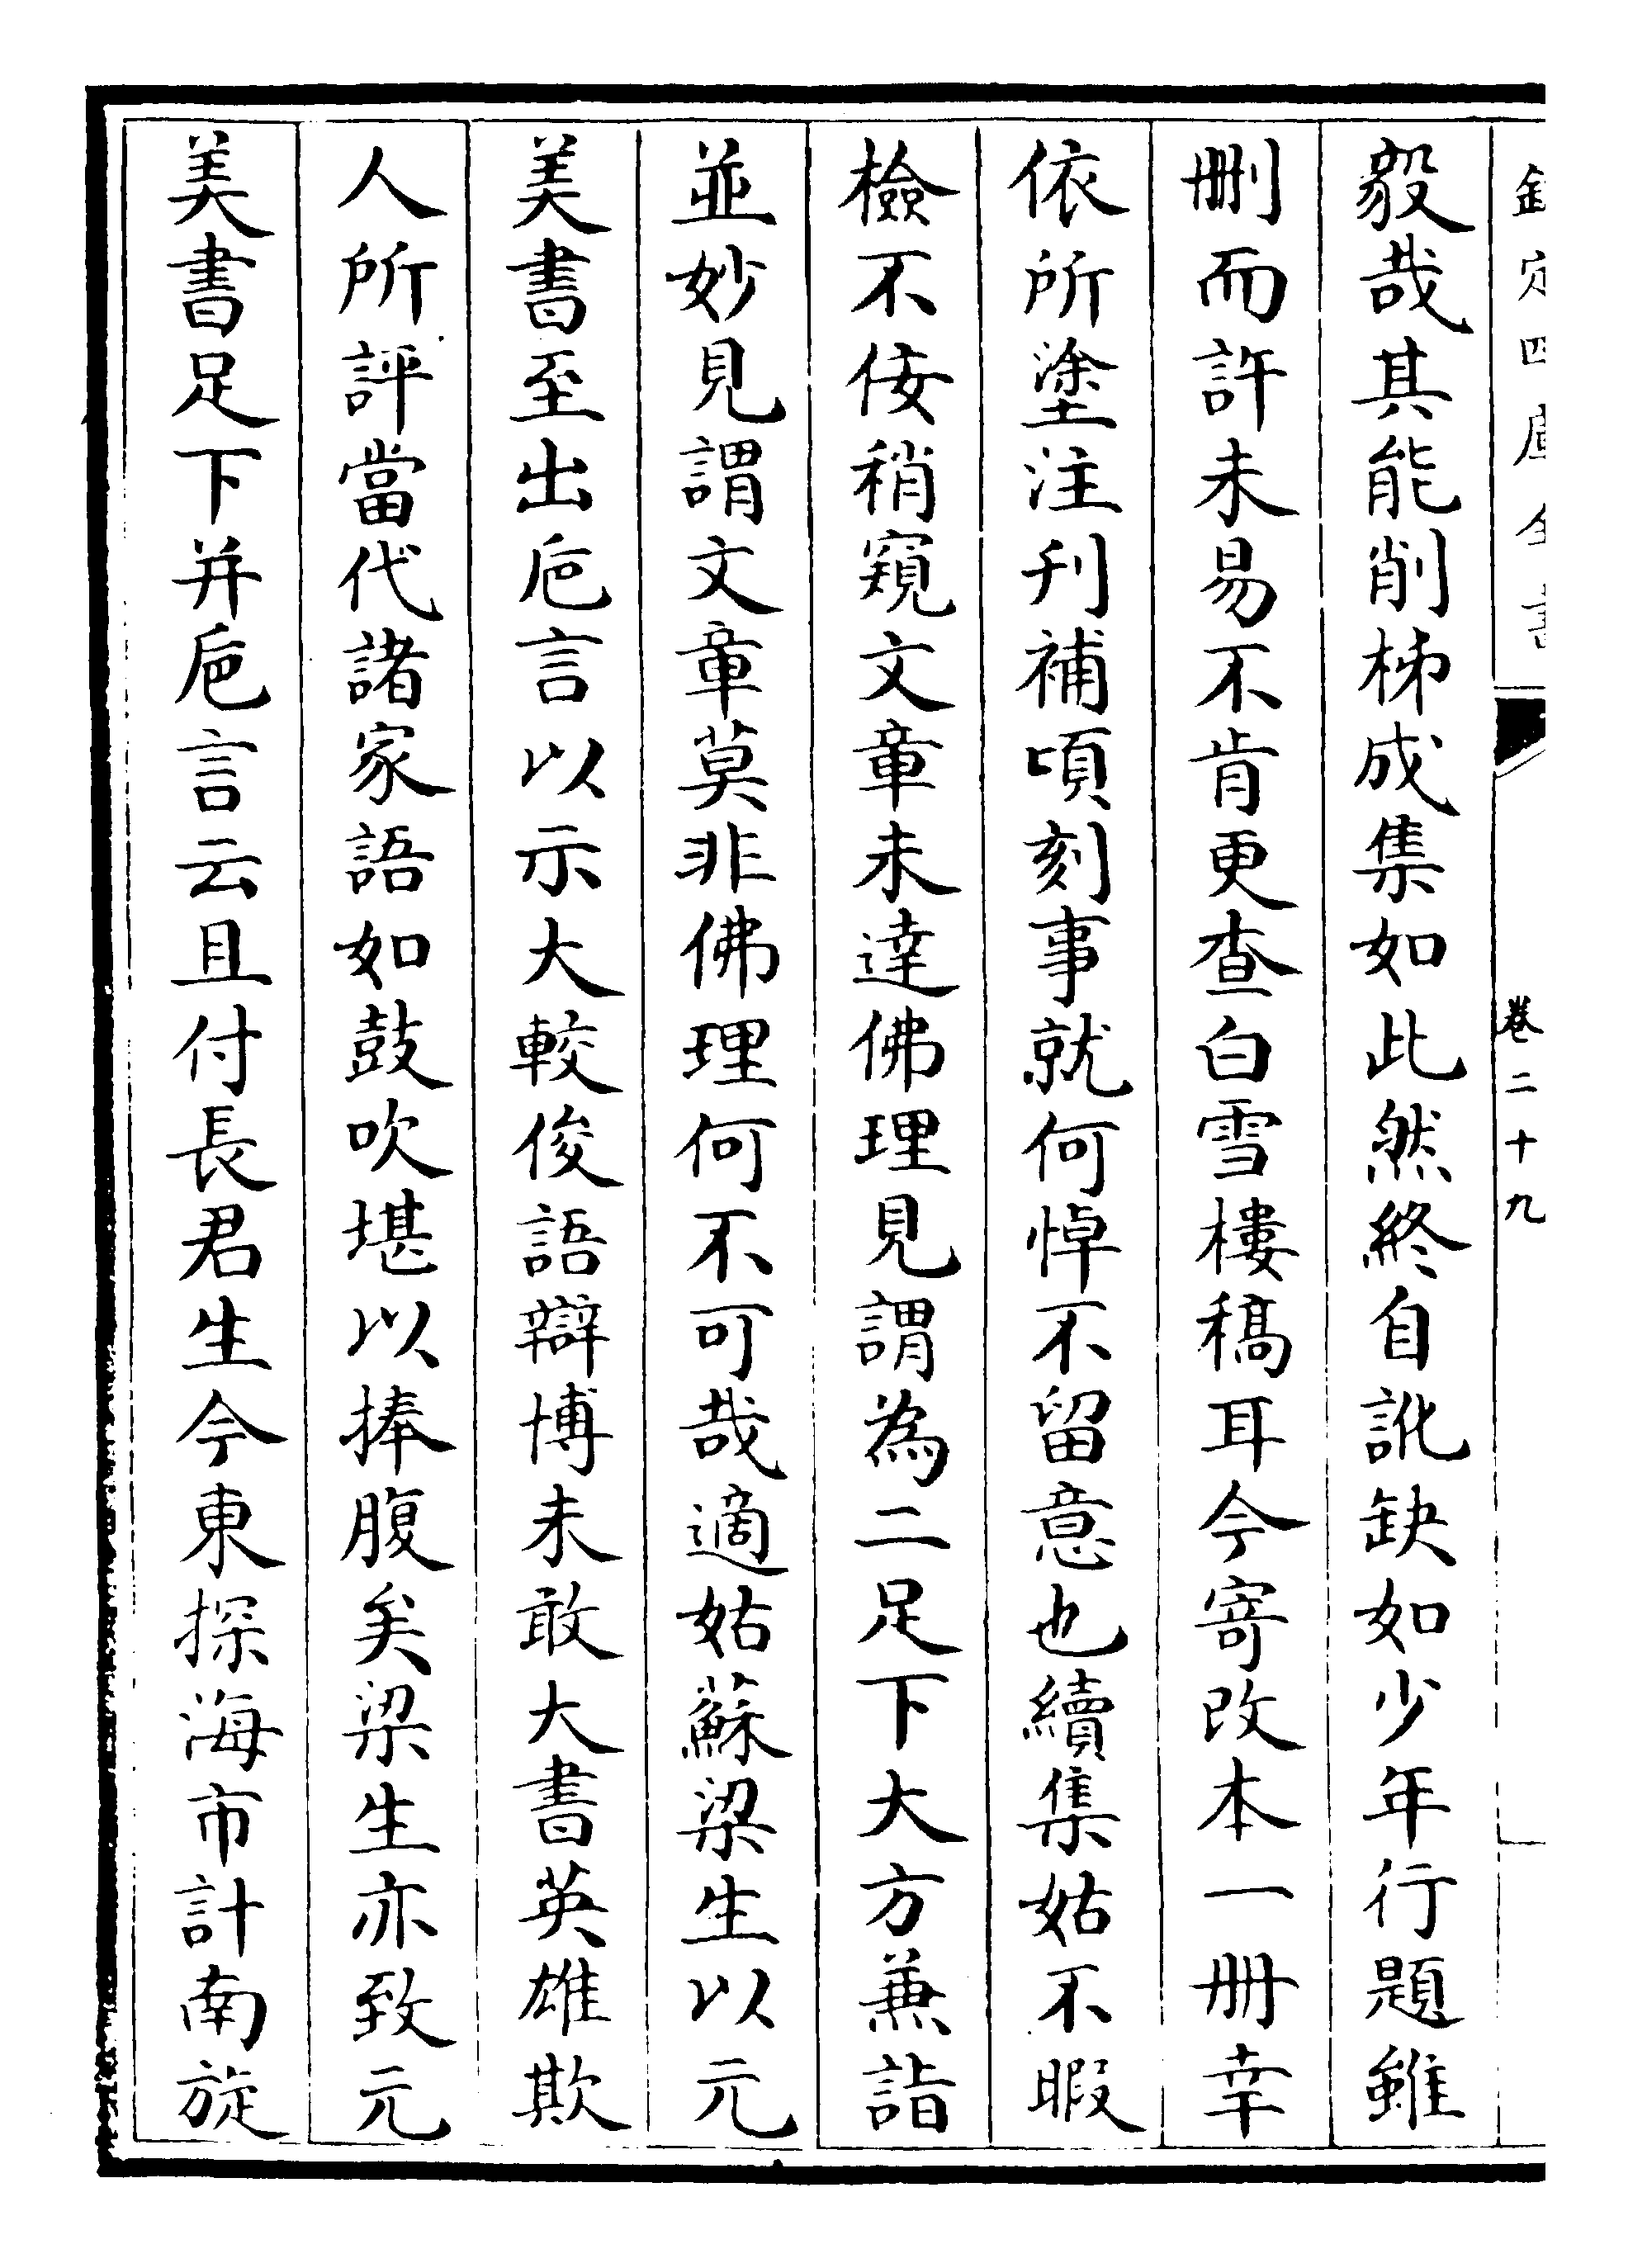 欽定四庫全書 卷二十九
毅哉其能削梯成集如此然終自訛缺如少年行題雖
刪而許未易不肯更查白雪樓稿耳今寄改本一冊幸
依所塗注刋補頃刻事就何悼不留意也續集姑不暇
檢不佞稍窺文章未達佛理見謂為二足下大方兼詣
並妙見謂文章莫非佛理何不可哉適姑蘇梁生以元
美書至出巵言以示大較俊語辯博未敢大書英雄欺
人所評當代諸家語如鼓吹堪以捧腹矣梁生亦致元
美書足下并巵言云且付長君生今東探海市計南旋